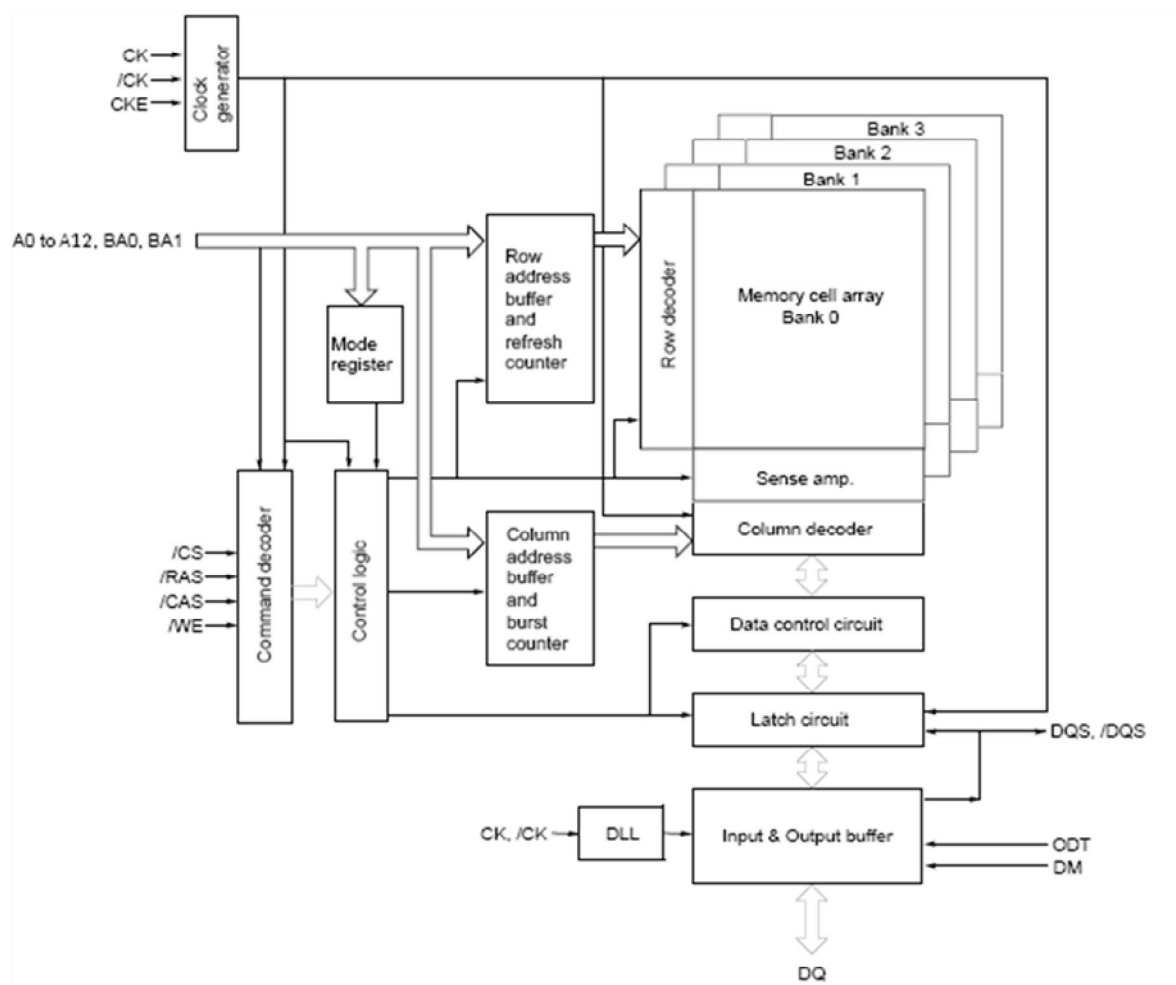 CK
/CK
CKE
Clock
generator
Bank 3
Bank 2
Bank 1
A0 to A12, BA0, BA1
Row
address
buffer
and
refresh
counter
Row decoder
Memory cell array
Bank 0
Mode
register
Sense amp.
Column decoder
/CS
/RAS
/CAS
/WE
Command decoder
Control logic
Column
address
buffer
and
burst
counter
Data control circuit
Latch circuit
DQS, /DQS
CK, /CK
DLL
Input & Output buffer
ODT
DM
DQ